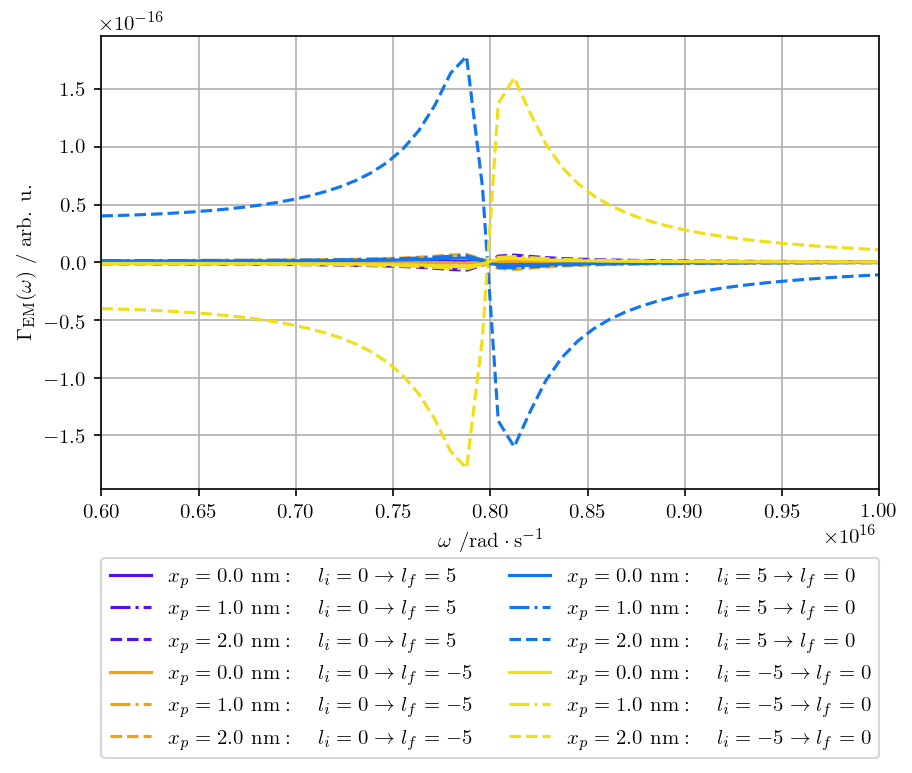 ×10⁻¹⁶
1.5
1.0
0.5
0.0
−0.5
−1.0
−1.5
Γ_EM(ω) / arb. u.
0.60 0.70 0.75 0.80 0.85 0.90 0.95 1.00
×10¹⁶
ω /rad · s⁻¹
x_p = 0.0 nm : l_i = 0 → l_f = 5 x_p = 0.0 nm : l_i = 5 → l_f = 0
x_p = 1.0 nm : l_i = 0 → l_f = 5 x_p = 1.0 nm : l_i = 5 → l_f = 0
x_p = 2.0 nm : l_i = 0 → l_f = 5 x_p = 2.0 nm : l_i = 5 → l_f = 0
x_p = 0.0 nm : l_i = 0 → l_f = −5 x_p = 0.0 nm : l_i = −5 → l_f = 0
x_p = 1.0 nm : l_i = 0 → l_f = −5 x_p = 1.0 nm : l_i = −5 → l_f = 0
x_p = 2.0 nm : l_i = 0 → l_f = −5 x_p = 2.0 nm : l_i = −5 → l_f = 0